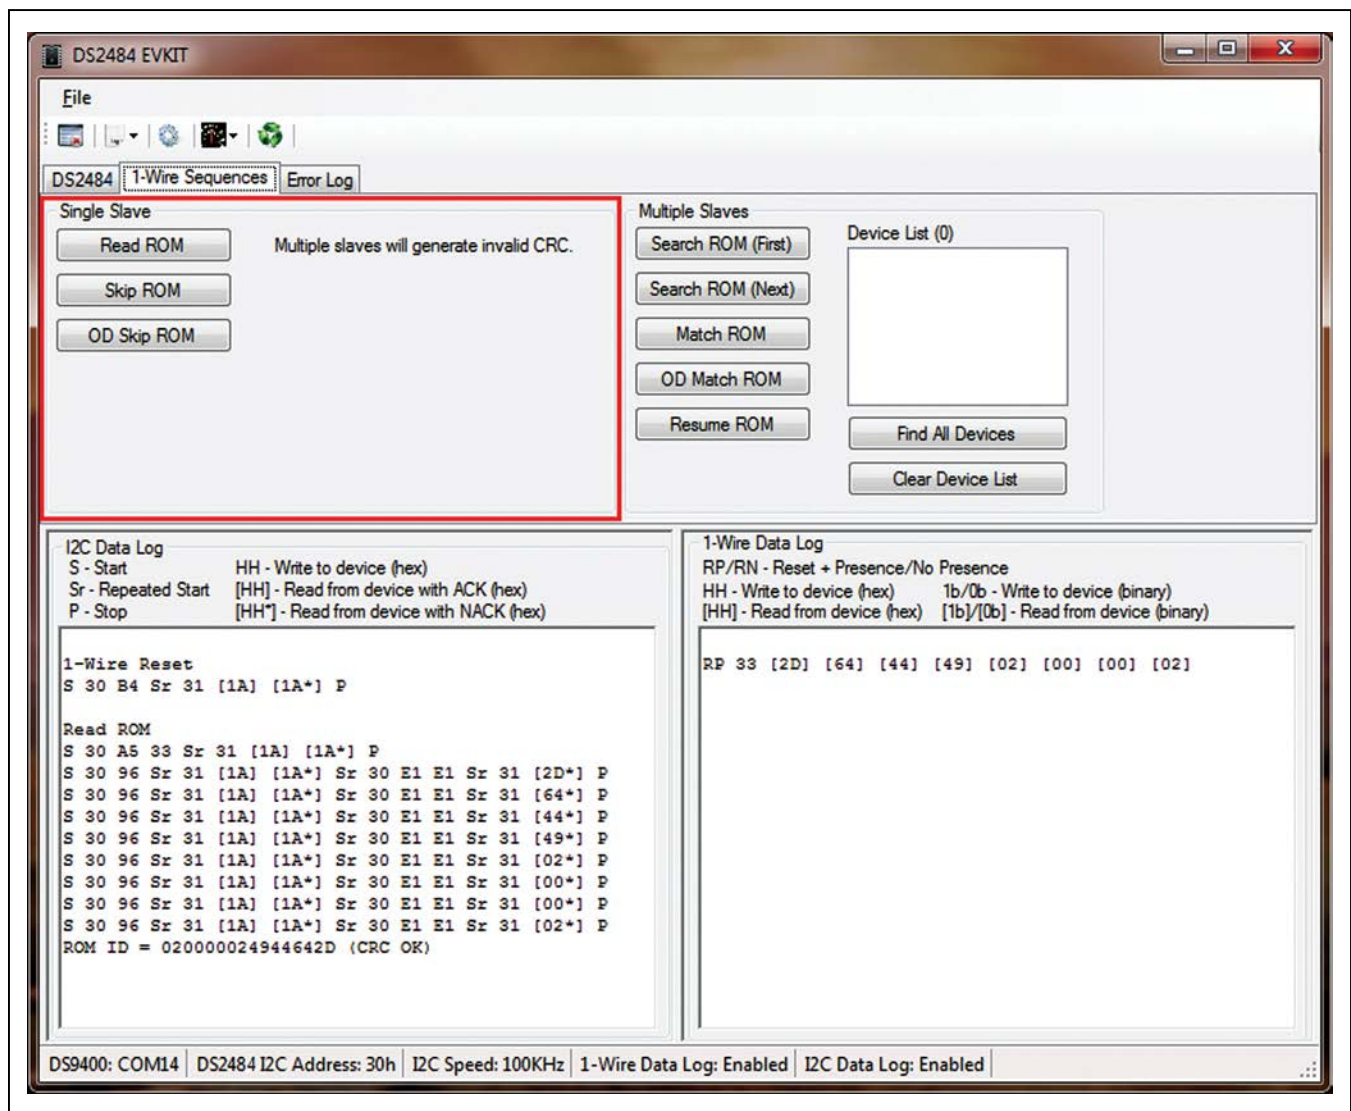 DS2484 EVKIT
File
DS2484 1-Wire Sequences Error Log
Single Slave
Read ROM Multiple slaves will generate invalid CRC.
Skip ROM
OD Skip ROM
Multiple Slaves
Search ROM (First)
Search ROM (Next)
Match ROM
OD Match ROM
Resume ROM
Device List (0)
Find All Devices
Clear Device List
I2C Data Log
S - Start HH - Write to device (hex)
Sr - Repeated Start [HH] - Read from device with ACK (hex)
P - Stop [HH*] - Read from device with NACK (hex)
1-Wire Reset
S 30 B4 Sr 31 [1A] [1A*] P
Read ROM
S 30 A5 33 Sr 31 [1A] [1A*] P
S 30 96 Sr 31 [1A] [1A*] Sr 30 E1 E1 Sr 31 [2D*] P
S 30 96 Sr 31 [1A] [1A*] Sr 30 E1 E1 Sr 31 [64*] P
S 30 96 Sr 31 [1A] [1A*] Sr 30 E1 E1 Sr 31 [44*] P
S 30 96 Sr 31 [1A] [1A*] Sr 30 E1 E1 Sr 31 [49*] P
S 30 96 Sr 31 [1A] [1A*] Sr 30 E1 E1 Sr 31 [02*] P
S 30 96 Sr 31 [1A] [1A*] Sr 30 E1 E1 Sr 31 [00*] P
S 30 96 Sr 31 [1A] [1A*] Sr 30 E1 E1 Sr 31 [00*] P
S 30 96 Sr 31 [1A] [1A*] Sr 30 E1 E1 Sr 31 [02*] P
ROM ID = 020000024944642D (CRC OK)
1-Wire Data Log
RP/RN - Reset + Presence/No Presence
HH - Write to device (hex) 1b/0b - Write to device (binary)
[HH] - Read from device (hex) [1b]/[0b] - Read from device (binary)
RP 33 [2D] [64] [44] [49] [02] [00] [00] [02]
DS9400: COM14 DS2484 I2C Address: 30h I2C Speed: 100KHz 1-Wire Data Log: Enabled I2C Data Log: Enabled